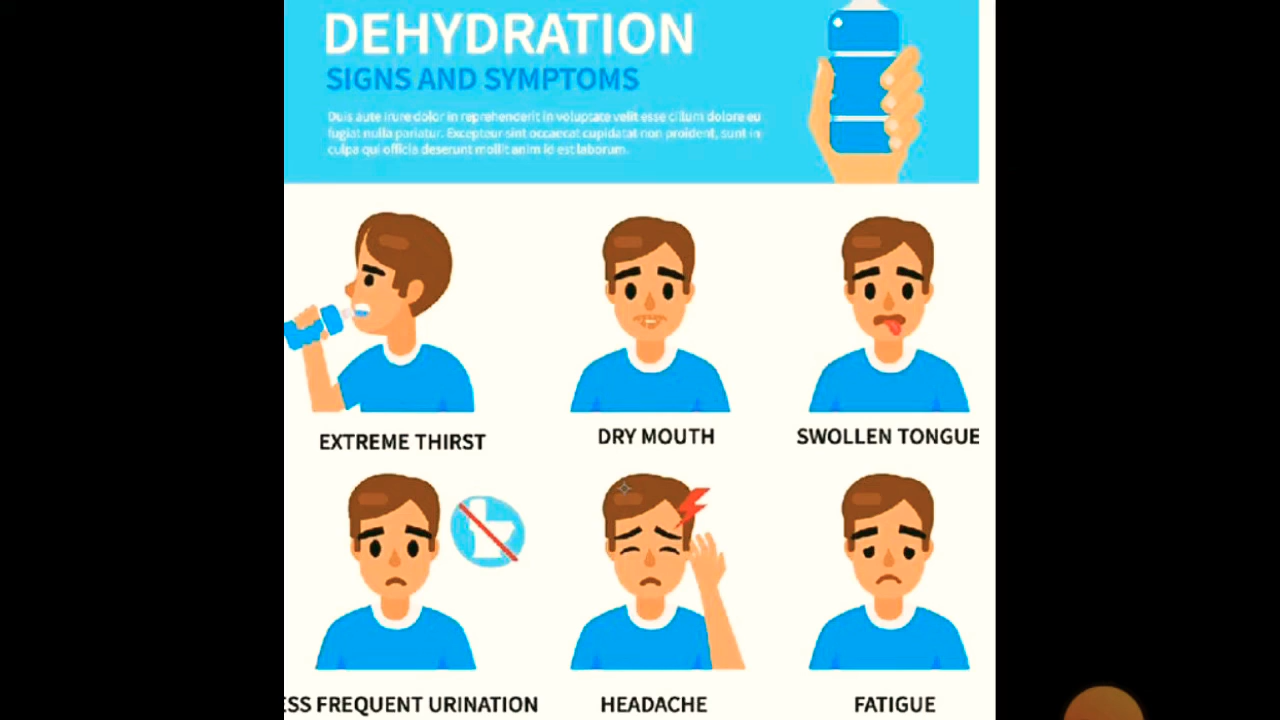 DEHYDRATION
SIGNS AND SYMPTOMS
Duis aute irure dolor in reprehenderit in voluptate velit esse cillum dolore eu
fugiat nulla pariatur. Excepteur sint occaecat cupidatat non proident, sunt in
culpa qui officia deserunt mollit anim id est laborum.
EXTREME THIRST
DRY MOUTH
SWOLLEN TONGUE
ESS FREQUENT URINATION
HEADACHE
FATIGUE